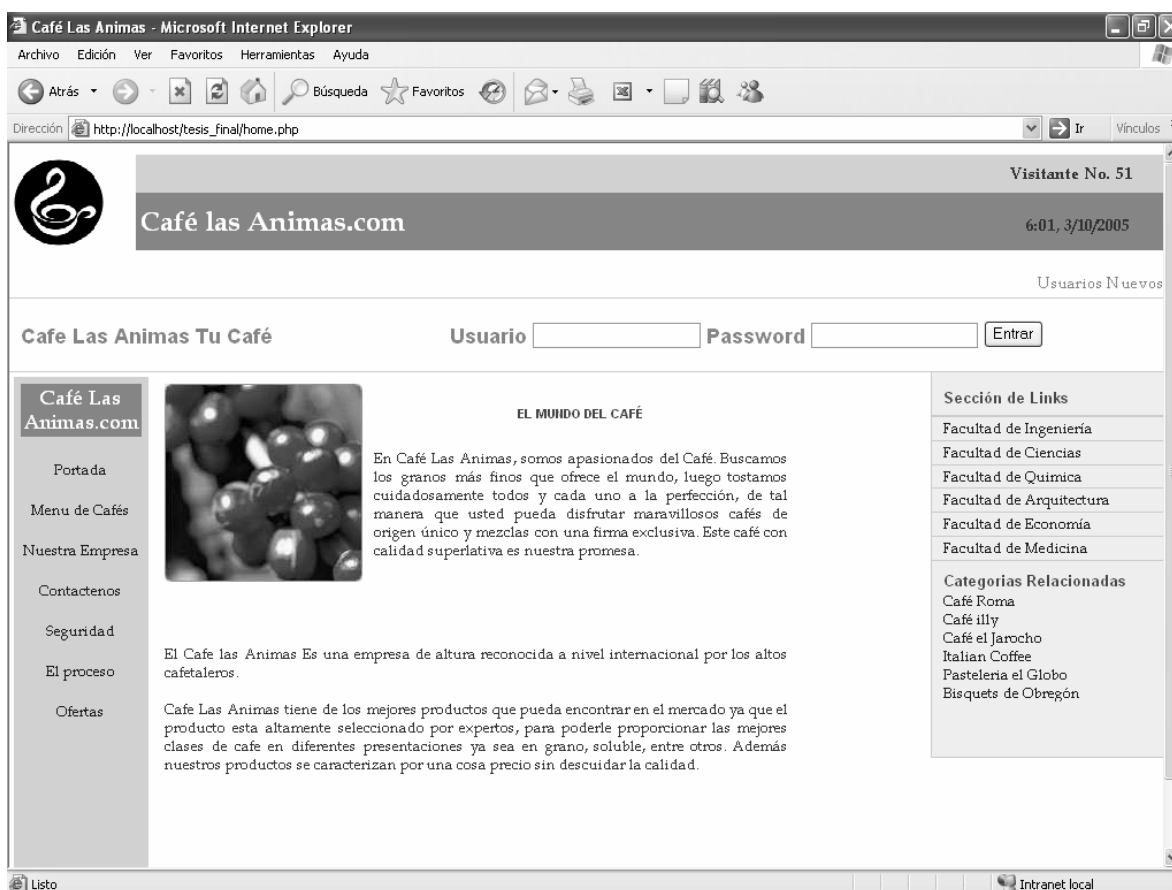 Café Las Animas - Microsoft Internet Explorer
Archivo Edición Ver Favoritos Herramientas Ayuda
Atrás Búsqueda Favoritos
Dirección http://localhost/tesis_final/home.php Ir Vínculos
Visitante No. 51
Café las Animas.com 6:01, 3/10/2005
Usuarios Nuevos
Cafe Las Animas Tu Café Usuario Password Entrar
Café Las
Animas.com
Portada
Menu de Cafés
Nuestra Empresa
Contactenos
Seguridad
El proceso
Ofertas
EL MUNDO DEL CAFÉ
En Café Las Animas, somos apasionados del Café. Buscamos
los granos más finos que ofrece el mundo, luego tostamos
cuidadosamente todos y cada uno a la perfección, de tal
manera que usted pueda disfrutar maravillosos cafés de
origen único y mezclas con una firma exclusiva. Este café con
calidad superlativa es nuestra promesa.
El Cafe las Animas Es una empresa de altura reconocida a nivel internacional por los altos
cafetaleros.
Cafe Las Animas tiene de los mejores productos que pueda encontrar en el mercado ya que el
producto esta altamente seleccionado por expertos, para poderle proporcionar las mejores
clases de cafe en diferentes presentaciones ya sea en grano, soluble, entre otros. Además
nuestros productos se caracterizan por una cosa precio sin descuidar la calidad.
Sección de Links
Facultad de Ingeniería
Facultad de Ciencias
Facultad de Quimica
Facultad de Arquitectura
Facultad de Economía
Facultad de Medicina
Categorias Relacionadas
Café Roma
Café illy
Café el Jarocho
Italian Coffee
Pasteleria el Globo
Bisquets de Obregón
Listo Intranet local